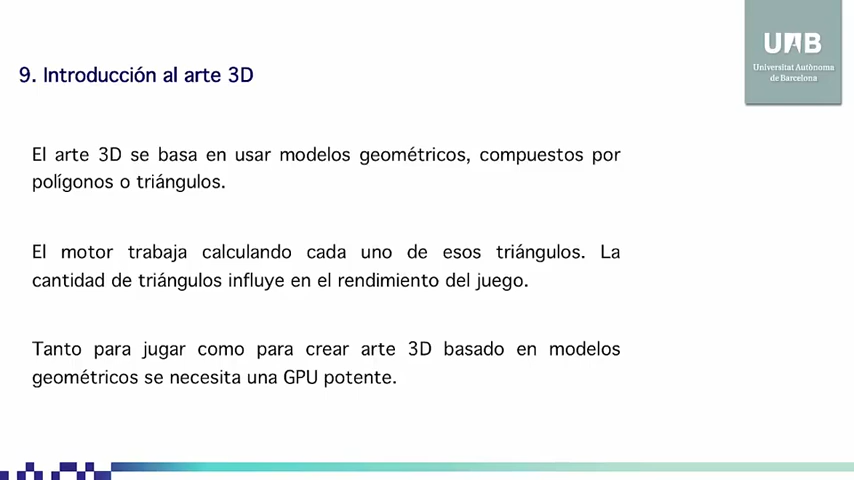 UAB
Universitat Autònoma
de Barcelona
9. Introducción al arte 3D
El arte 3D se basa en usar modelos geométricos, compuestos por
polígonos o triángulos.
El motor trabaja calculando cada uno de esos triángulos. La
cantidad de triángulos influye en el rendimiento del juego.
Tanto para jugar como para crear arte 3D basado en modelos
geométricos se necesita una GPU potente.